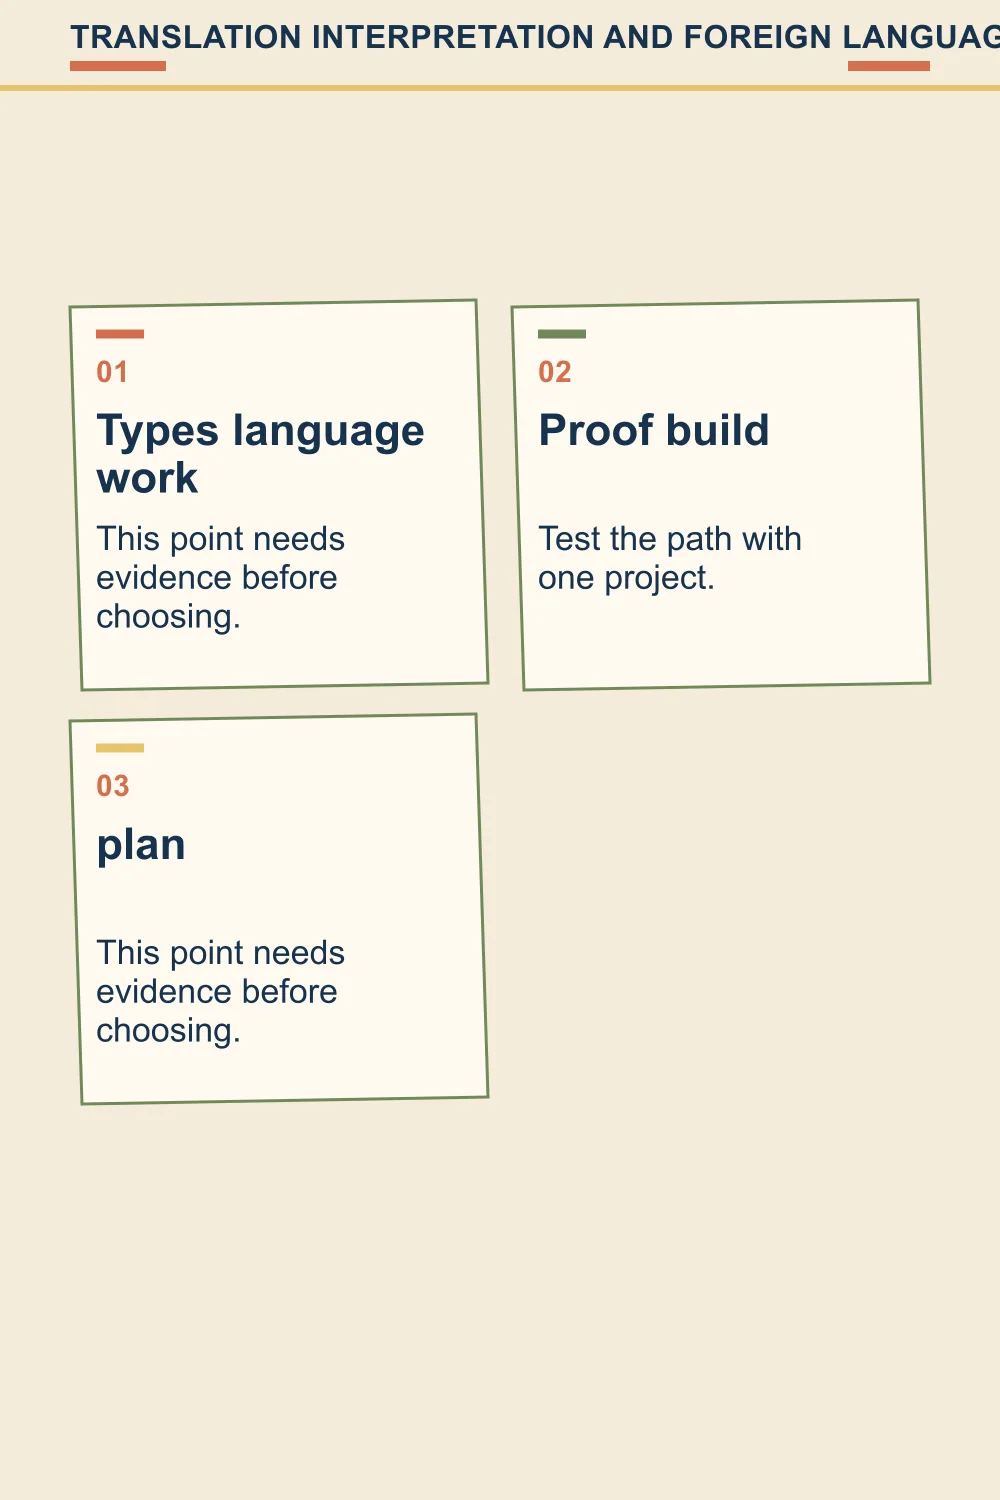 TRANSLATION INTERPRETATION AND FOREIGN
01
Types language
work
This point needs
evidence before
choosing.
02
Proof build
Test the path with
one project.
03
plan
This point needs
evidence before
choosing.